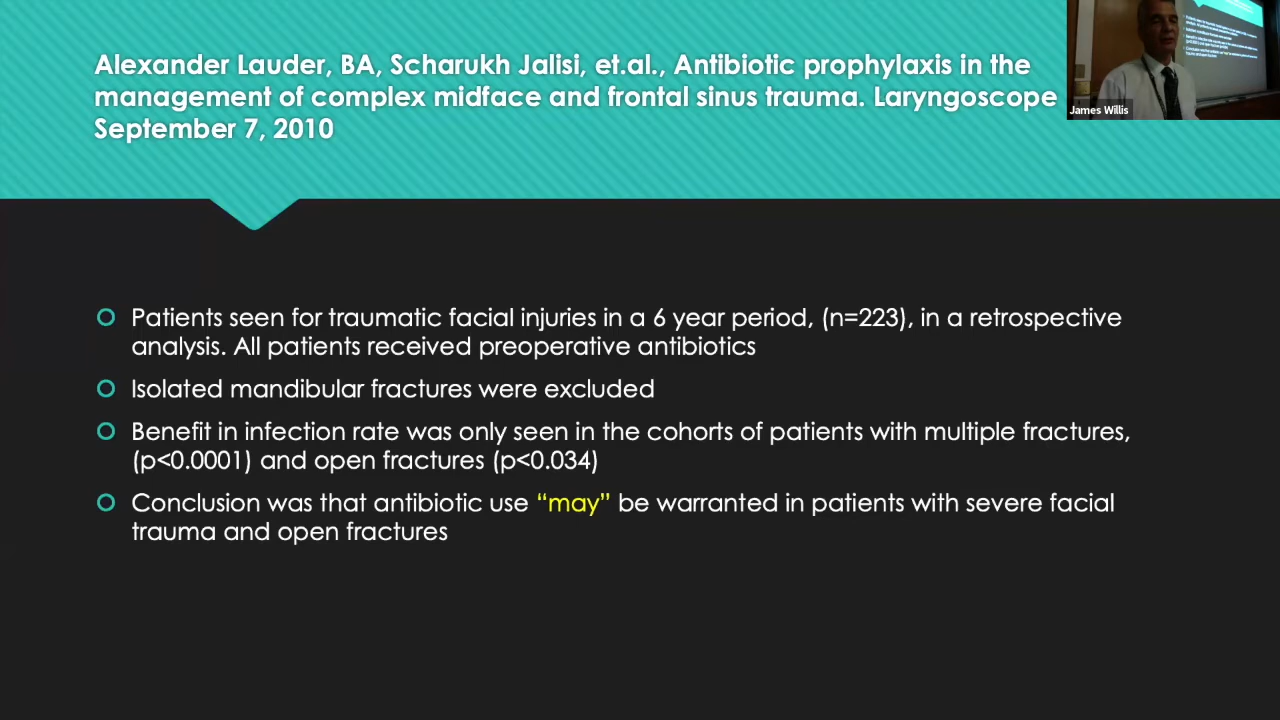 Alexander Lauder, BA, Scharukh Jalisi, et.al., Antibiotic prophylaxis in the
management of complex midface and frontal sinus trauma. Laryngoscope
September 7, 2010
James Willis
Patients seen for traumatic facial injuries in a 6 year period, (n=223), in a retrospective
analysis. All patients received preoperative antibiotics
Isolated mandibular fractures were excluded
Benefit in infection rate was only seen in the cohorts of patients with multiple fractures,
(p<0.0001) and open fractures (p<0.034)
Conclusion was that antibiotic use “may” be warranted in patients with severe facial
trauma and open fractures